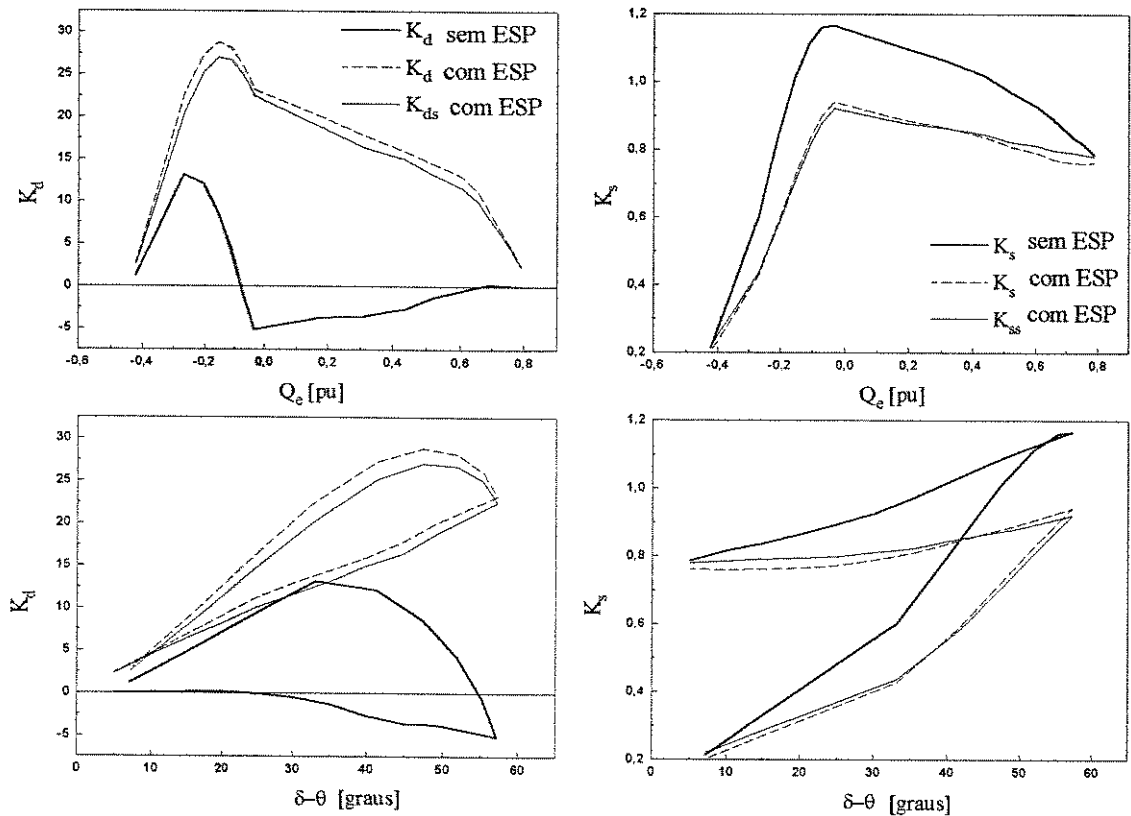 30
25
20
15
10
5
0
-5
K_d
K_d sem ESP
K_d com ESP
K_ds com ESP
-0,6 -0,4 -0,2 0,0 0,2 0,4 0,6 0,8
Q_e [pu]
1,2
1,0
0,8
0,6
0,4
0,2
K_s
K_s sem ESP
K_s com ESP
K_ss com ESP
-0,6 -0,4 -0,2 0,0 0,2 0,4 0,6 0,8
Q_e [pu]
30
25
20
15
10
5
0
-5
K_d
0 10 20 30 40 50 60
δ–θ [graus]
1,2
1,0
0,8
0,6
0,4
0,2
K_s
0 10 20 30 40 50 60
δ–θ [graus]